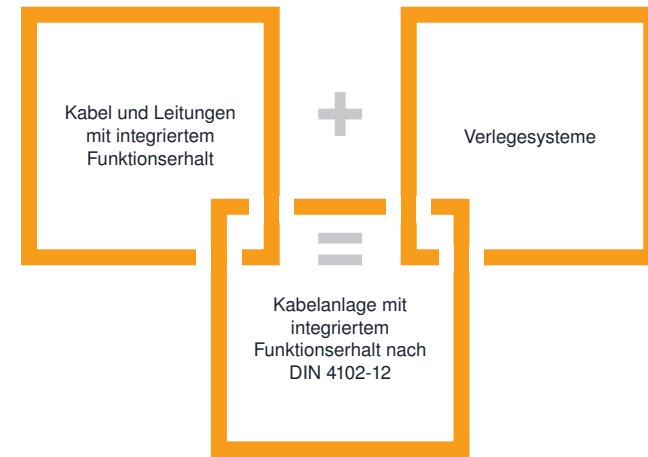 Kabel und Leitungen
mit integriertem
Funktionserhalt
+
Verlegesysteme
=
Kabelanlage mit
integriertem
Funktionserhalt nach
DIN 4102-12